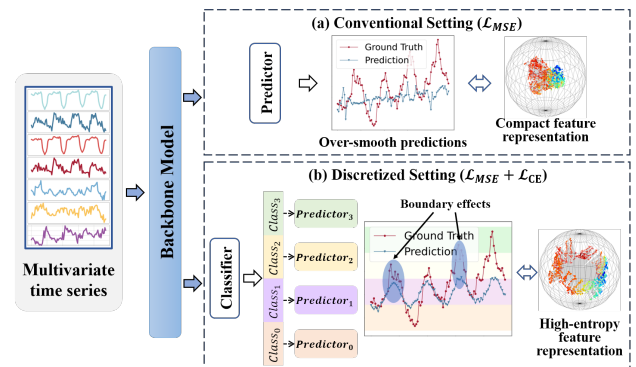 (a) Conventional Setting (ℒ_MSE)
Predictor
Ground Truth
Prediction
Over-smooth predictions
Compact feature
representation
Multivariate
time series
Backbone Model
(b) Discretized Setting (ℒ_MSE + ℒ_CE)
Classifier
Class_3
Predictor_3
Class_2
Predictor_2
Class_1
Predictor_1
Class_0
Predictor_0
Boundary effects
Ground Truth
Prediction
High-entropy
feature
representation